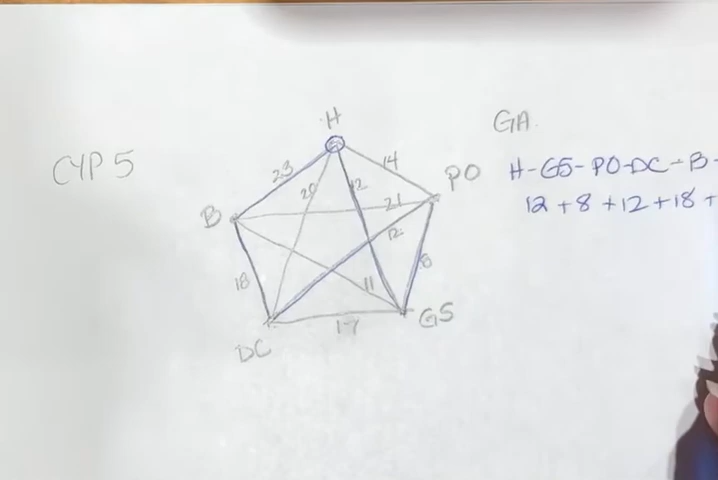 H
GA.
CYP 5
23
14
20
12
PO
H-GS-PO-DC-B-
21
12+8+12+18+
B
12
8
18
11
GS
17
DC